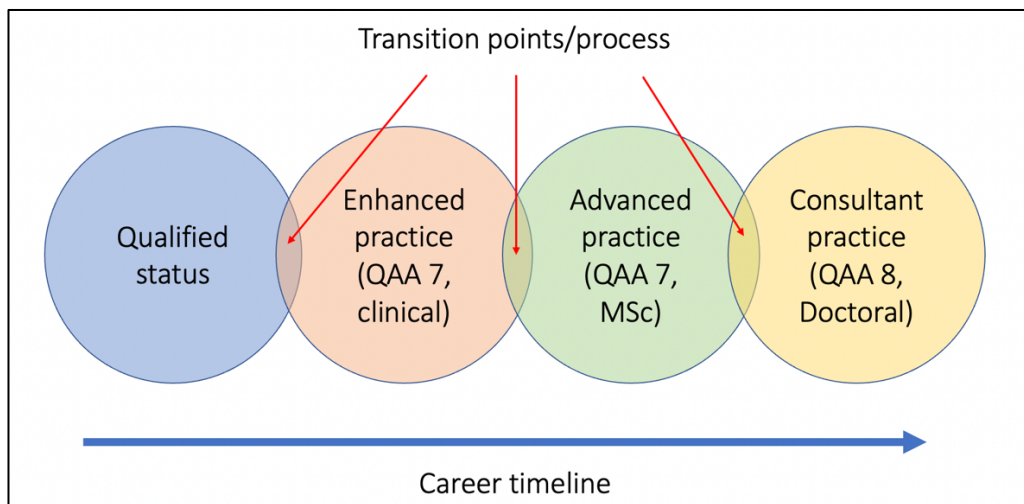 Transition points/process
Qualified
status
Enhanced
practice
(QAA 7,
clinical)
Advanced
practice
(QAA 7,
MSc)
Consultant
practice
(QAA 8,
Doctoral)
Career timeline